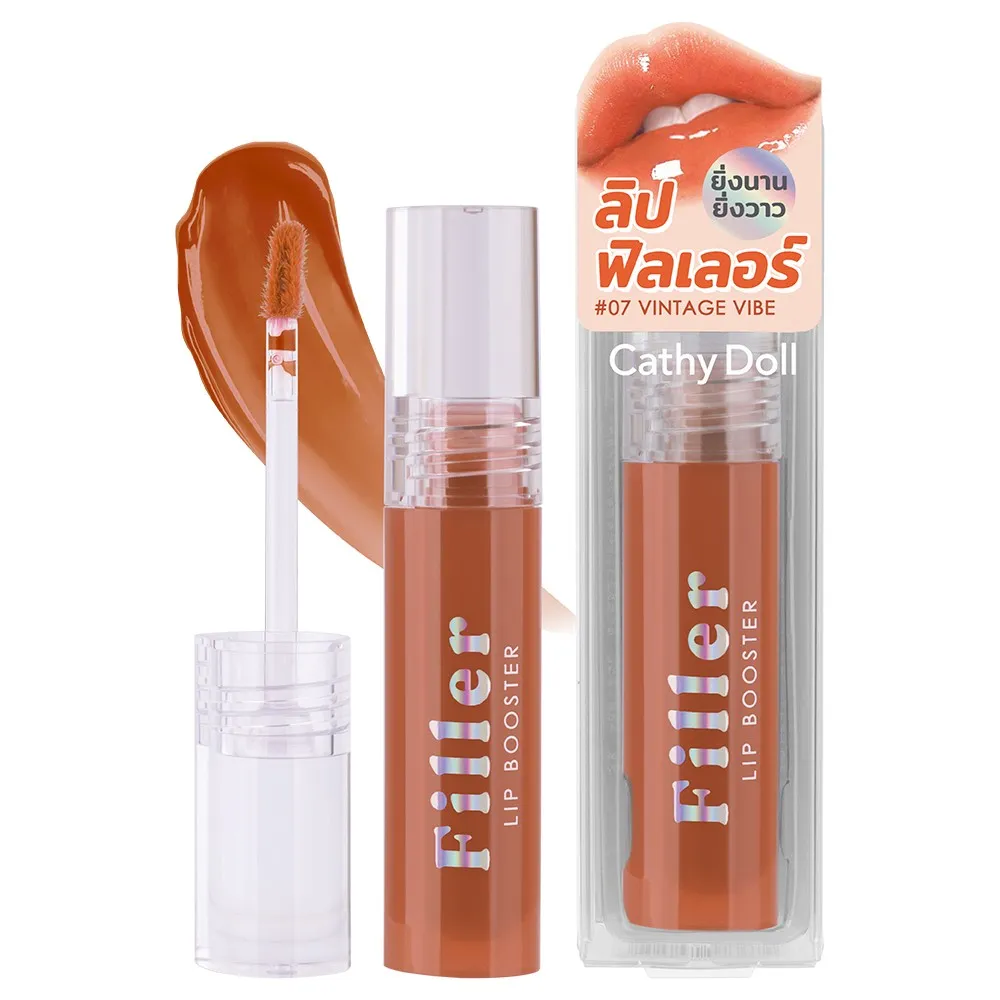 Filler
LIP BOOSTER
ลิป
ฟิลเลอร์
ยิ่งนาน
ยิ่งวาว
#07 VINTAGE VIBE
Cathy Doll
Filler
LIP BOOSTER